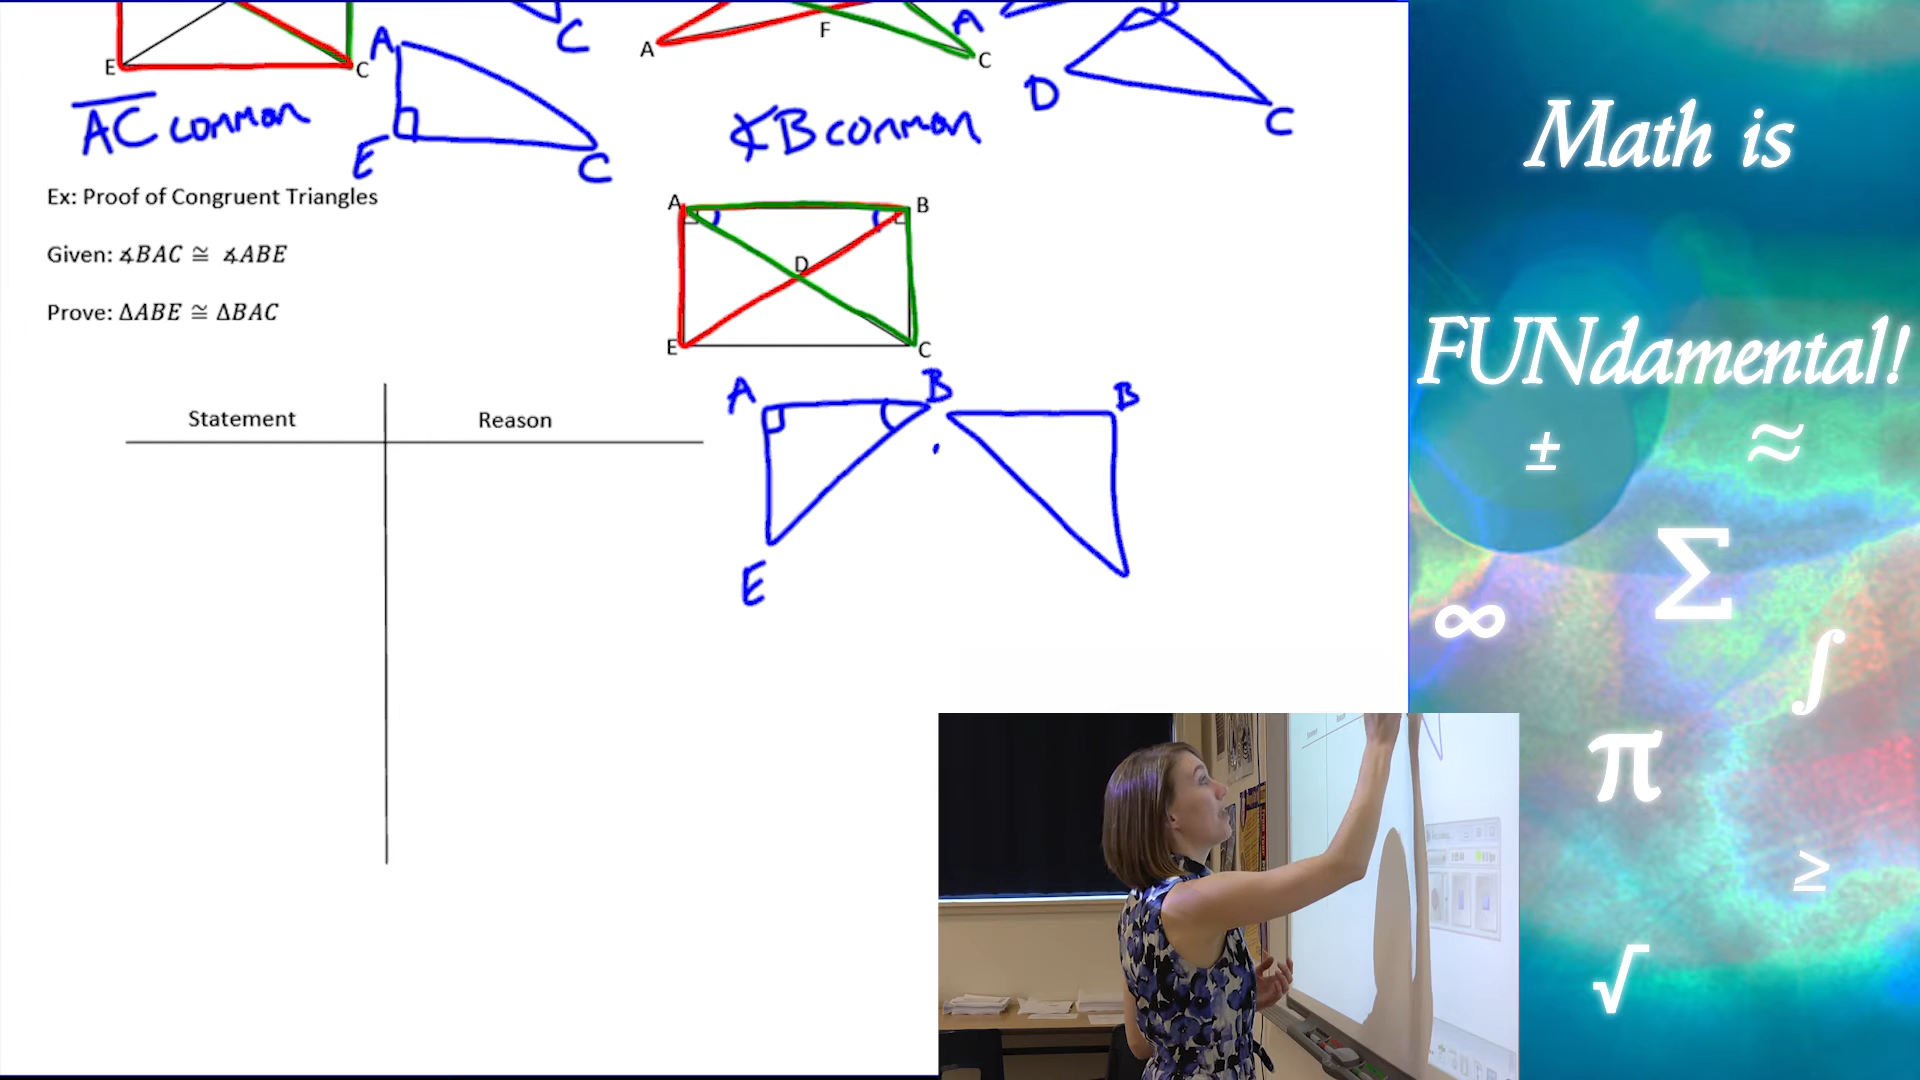 C
A
E
C
A
F
C
A
D
C
B
AC common
E
C
∡B common
Ex: Proof of Congruent Triangles
Given: ∡BAC ≅ ∡ABE
Prove: ΔABE ≅ ΔBAC
A
B
D
E
C
Statement
Reason
A
B
B
E
Math is
FUNdamental!
± ≈
Σ
∞
∫
π
≥
√